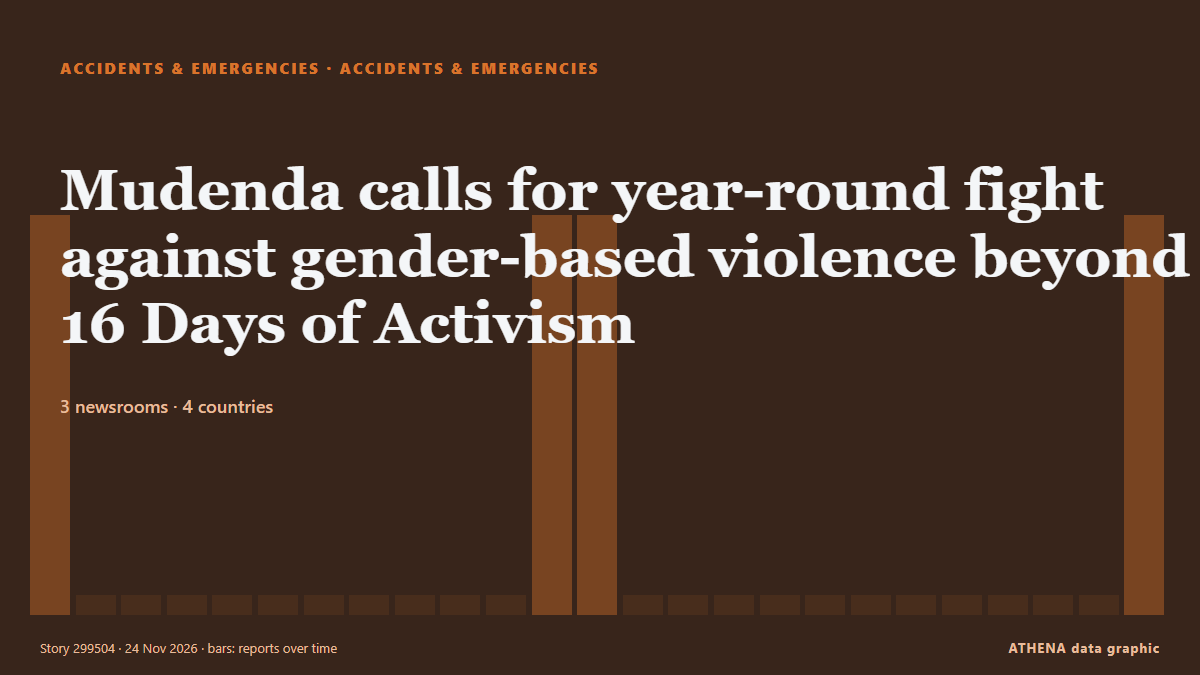 ACCIDENTS & EMERGENCIES · ACCIDENTS & EMERGENCIES
Mudenda calls for year-round fight
against gender-based violence beyond
16 Days of Activism
3 newsrooms · 4 countries
Story 299504 · 24 Nov 2026 · bars: reports over time
ATHENA data graphic